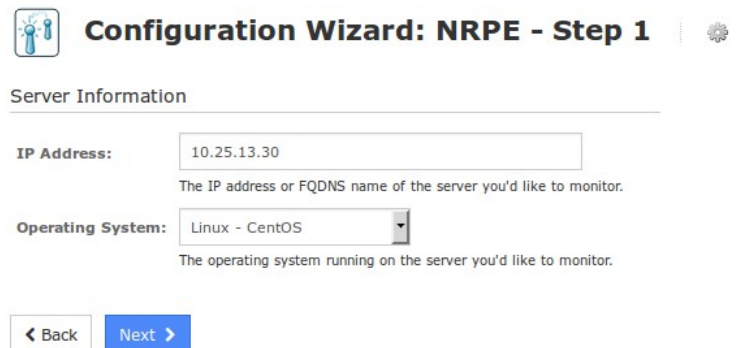 Configuration Wizard: NRPE - Step 1
Server Information
IP Address:
10.25.13.30
The IP address or FQDNS name of the server you'd like to monitor.
Operating System:
Linux - CentOS
The operating system running on the server you'd like to monitor.
Back
Next